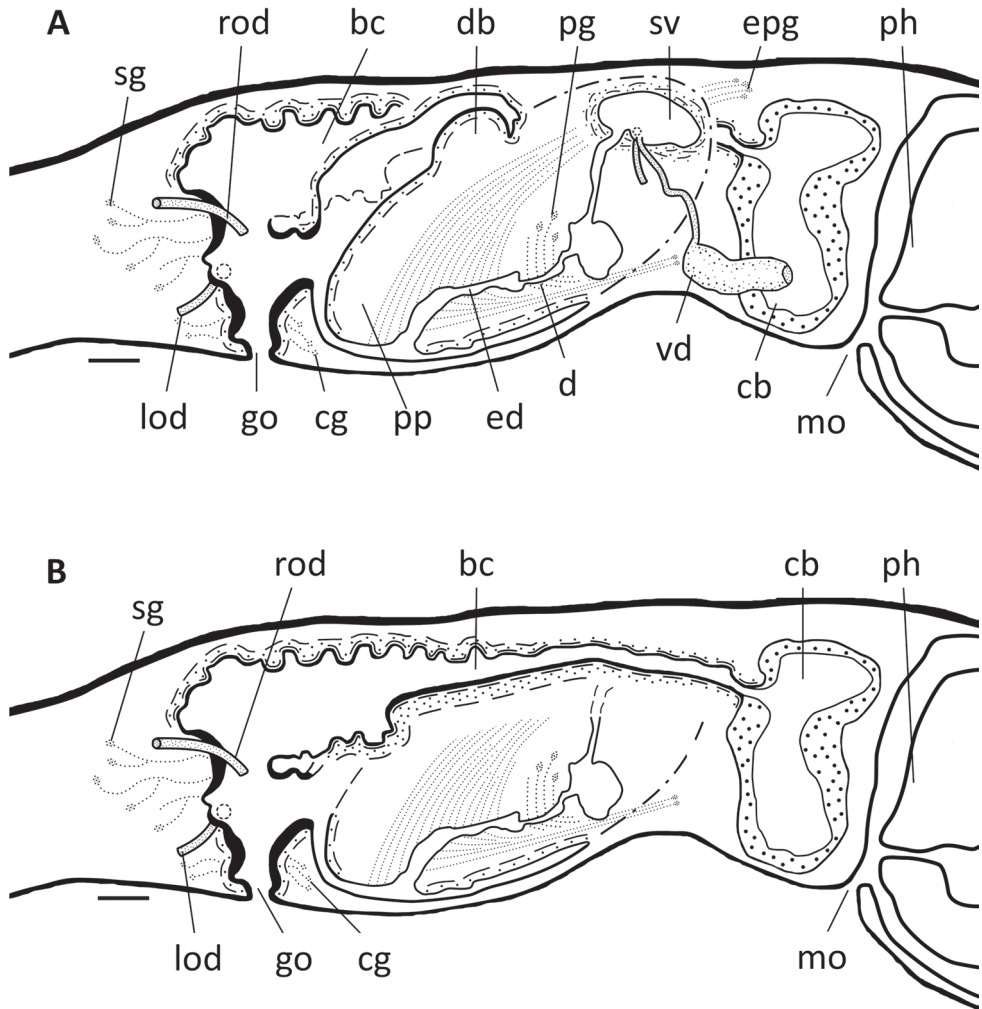 A rod bc db pg sv epg ph
sg
vd
d cb
lod go cg pp ed mo
B rod bc cb ph
sg
lod go cg mo